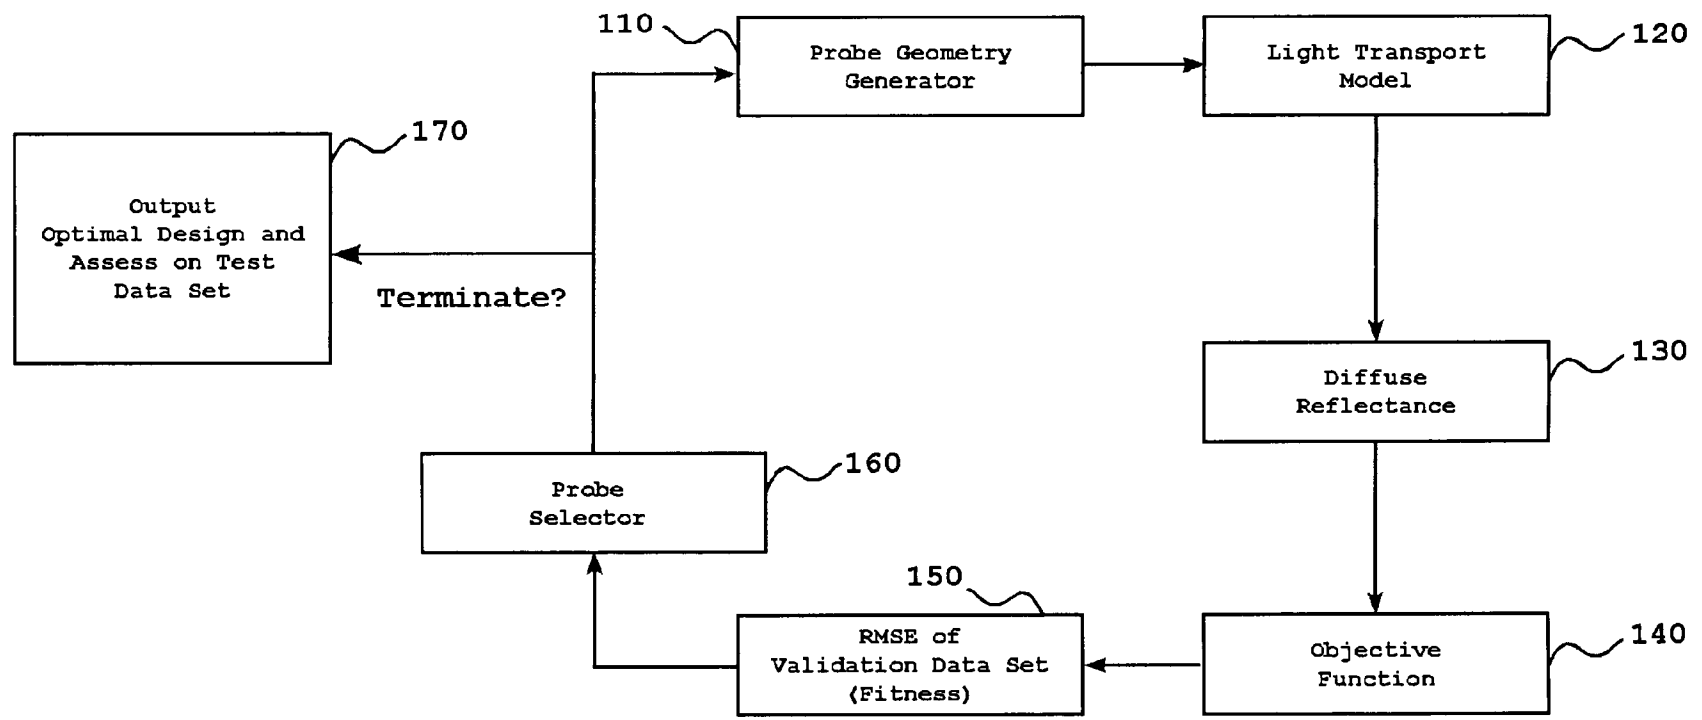 110
Probe Geometry
Generator
Light Transport
Model
120
170
Output
Optimal Design and
Assess on Test
Data Set
Terminate?
130
Diffuse
Reflectance
160
Probe
Selector
150
RMSE of
Validation Data Set
(Fitness)
140
Objective
Function